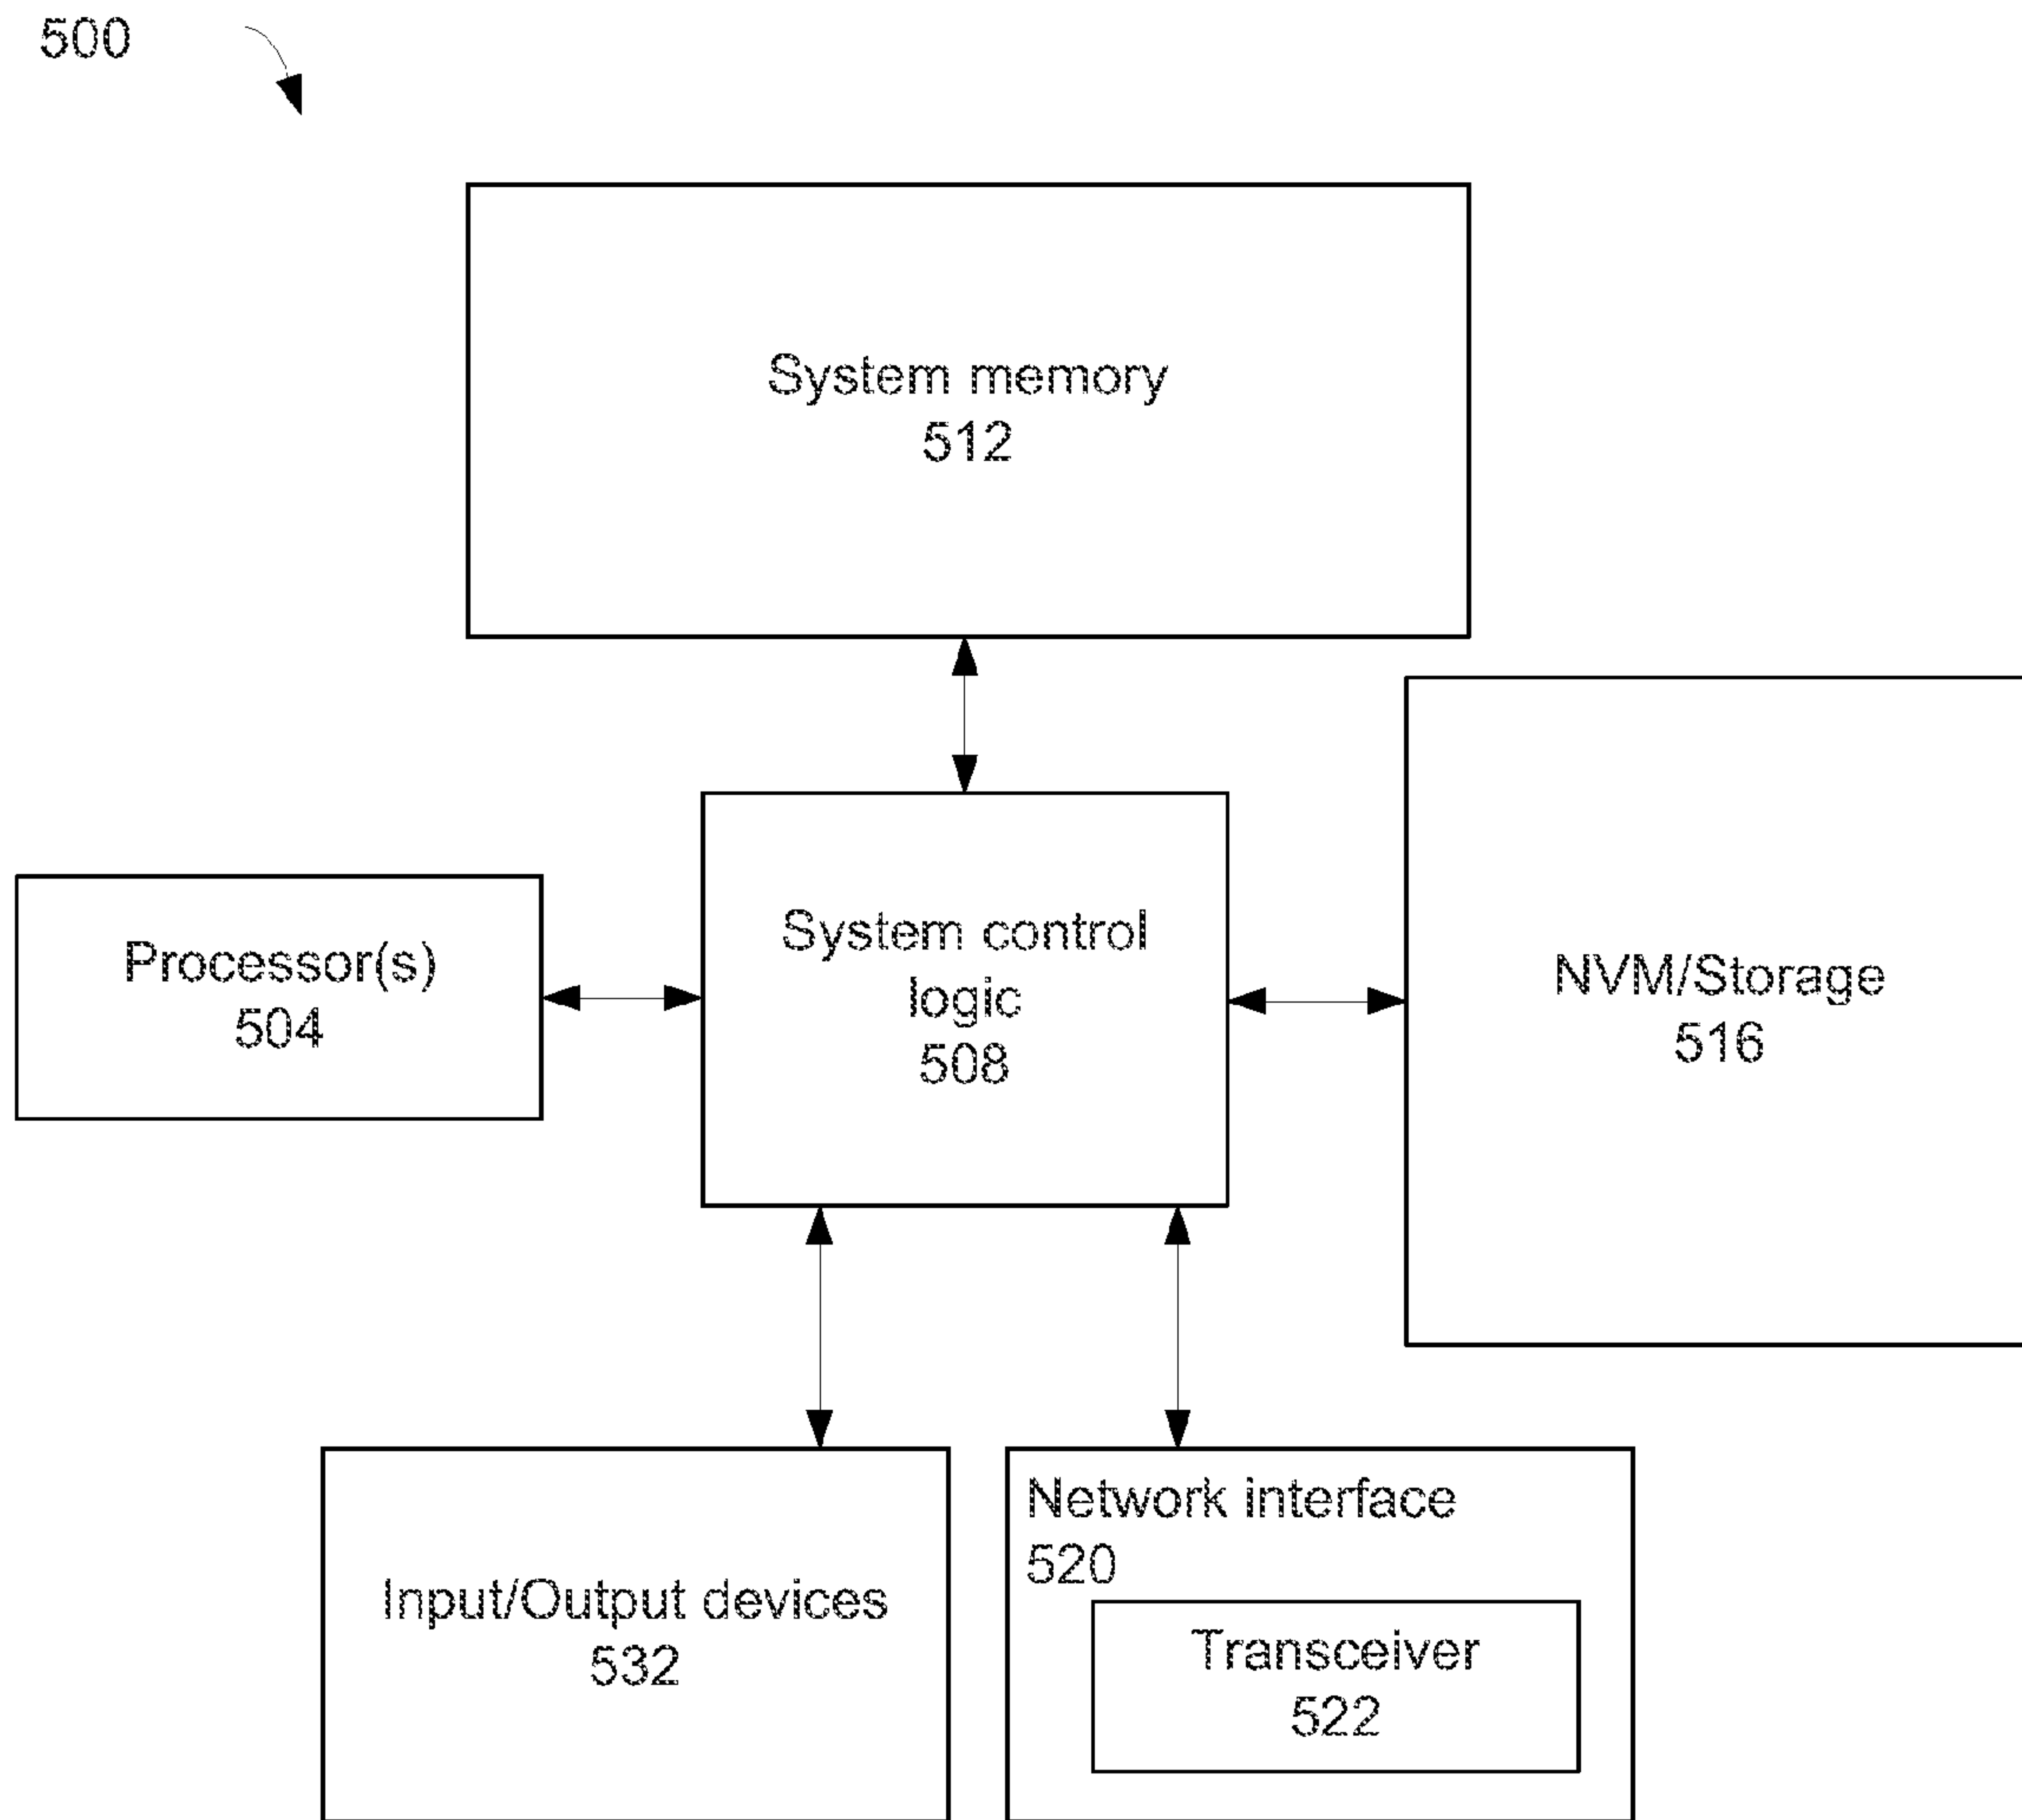 500
System memory
512
Processor(s)
504
System control
logic
508
NVM/Storage
516
Input/Output devices
532
Network interface
520
Transceiver
522